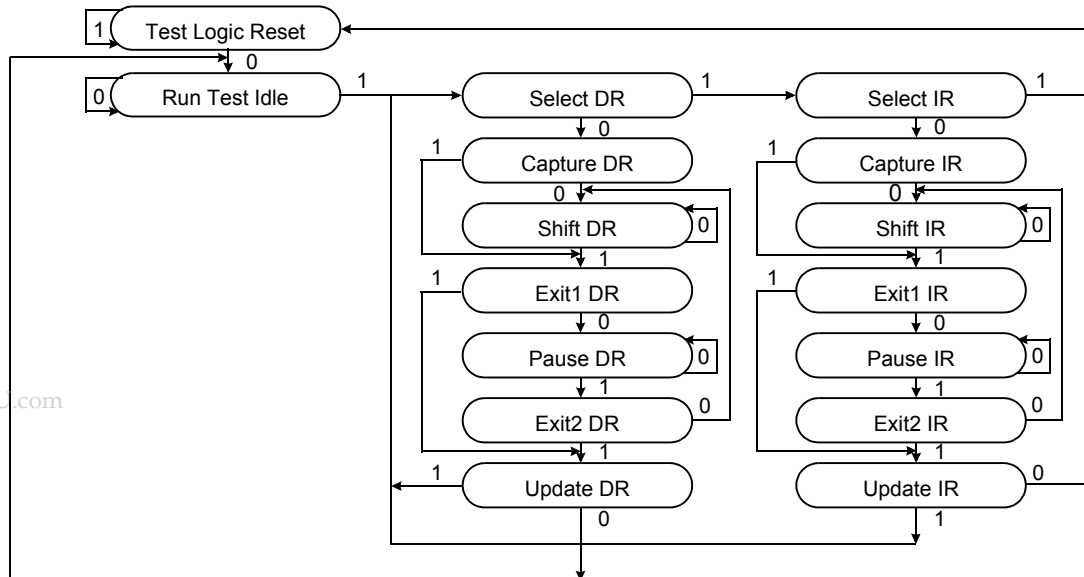 1
Test Logic Reset
0
0
Run Test Idle
1
Select DR
1
Select IR
1
0
0
1
Capture DR
1
Capture IR
0
0
Shift DR
0
Shift IR
0
1
1
1
Exit1 DR
1
Exit1 IR
0
0
Pause DR
0
Pause IR
0
1
1
Exit2 DR
0
Exit2 IR
0
1
1
1
Update DR
Update IR
0
0
1